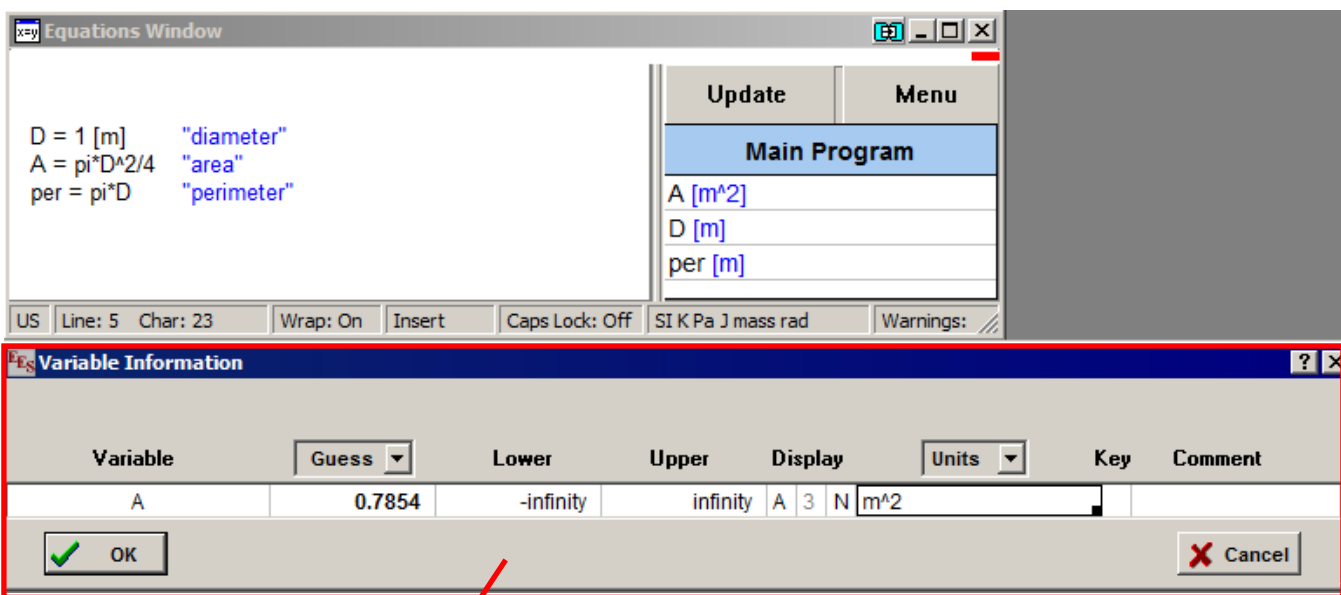 x=y Equations Window
Update Menu
D = 1 [m] "diameter"
A = pi*D^2/4 "area"
per = pi*D "perimeter"
Main Program
A [m^2]
D [m]
per [m]
US Line: 5 Char: 23 Wrap: On Insert Caps Lock: Off SI K Pa J mass rad Warnings:
EES Variable Information ?
Variable Guess Lower Upper Display Units Key Comment
A 0.7854 -infinity infinity A 3 N m^2
OK Cancel